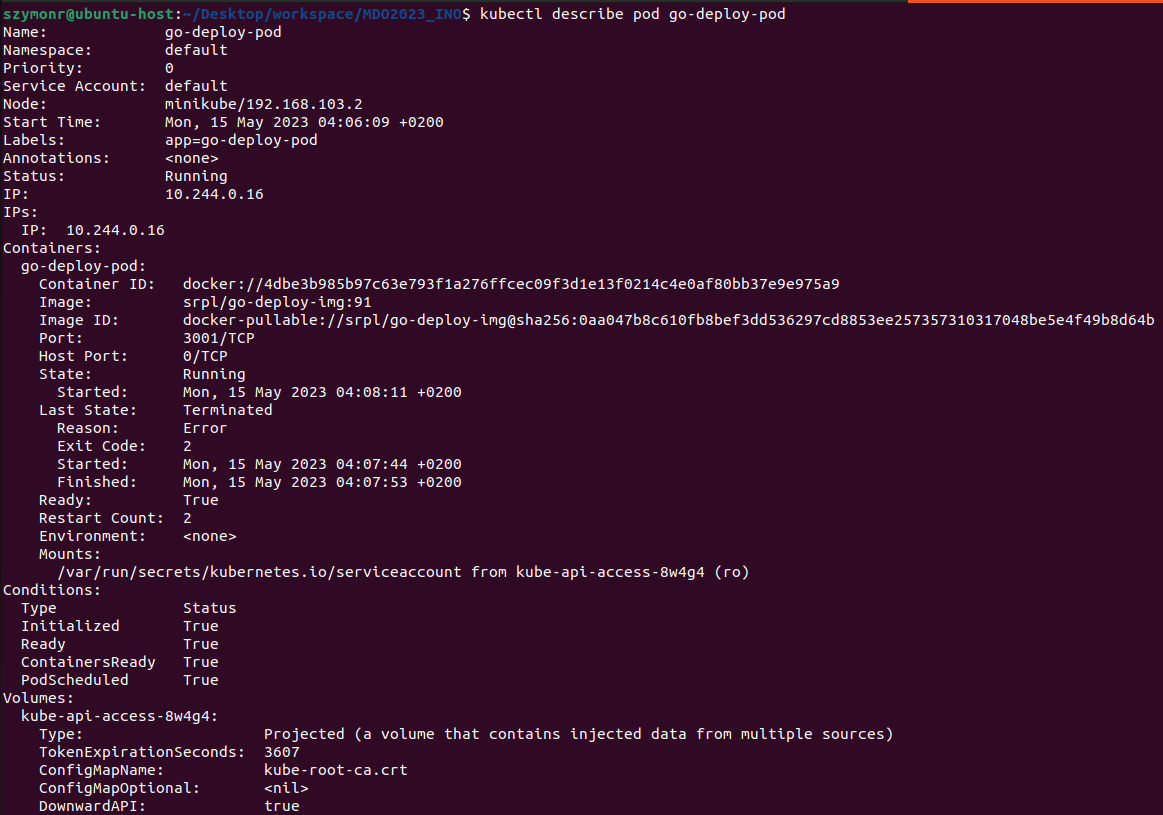 szymonr@ubuntu-host:~/Desktop/workspace/MDO2023_INO$ kubectl describe pod go-deploy-pod
Name:             go-deploy-pod
Namespace:        default
Priority:         0
Service Account:  default
Node:             minikube/192.168.103.2
Start Time:       Mon, 15 May 2023 04:06:09 +0200
Labels:           app=go-deploy-pod
Annotations:      <none>
Status:           Running
IP:               10.244.0.16
IPs:
  IP:  10.244.0.16
Containers:
  go-deploy-pod:
    Container ID:   docker://4dbe3b985b97c63e793f1a276ffcec09f3d1e13f0214c4e0af80bb37e9e975a9
    Image:          srpl/go-deploy-img:91
    Image ID:       docker-pullable://srpl/go-deploy-img@sha256:0aa047b8c610fb8bef3dd536297cd8853ee257357310317048be5e4f49b8d64b
    Port:           3001/TCP
    Host Port:      0/TCP
    State:          Running
      Started:      Mon, 15 May 2023 04:08:11 +0200
    Last State:     Terminated
      Reason:       Error
      Exit Code:    2
      Started:      Mon, 15 May 2023 04:07:44 +0200
      Finished:     Mon, 15 May 2023 04:07:53 +0200
    Ready:          True
    Restart Count:  2
    Environment:    <none>
    Mounts:
      /var/run/secrets/kubernetes.io/serviceaccount from kube-api-access-8w4g4 (ro)
Conditions:
  Type              Status
  Initialized       True
  Ready             True
  ContainersReady   True
  PodScheduled      True
Volumes:
  kube-api-access-8w4g4:
    Type:                    Projected (a volume that contains injected data from multiple sources)
    TokenExpirationSeconds:  3607
    ConfigMapName:           kube-root-ca.crt
    ConfigMapOptional:       <nil>
    DownwardAPI:             true